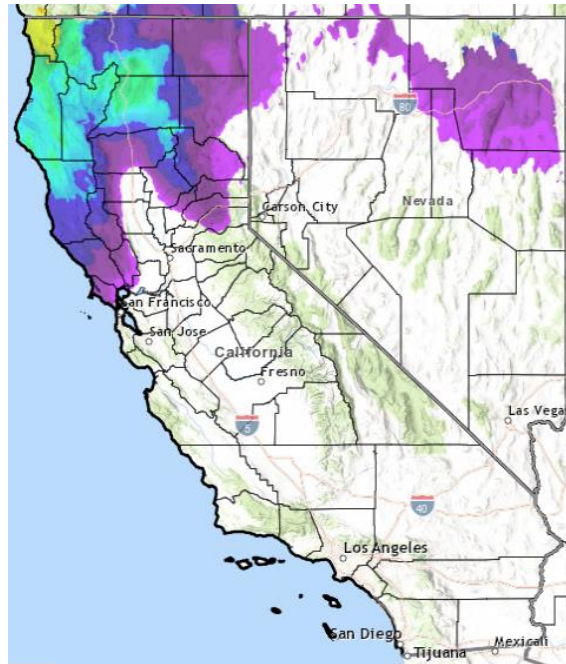 80
Carson City
Nevada
Sacramento
San Francisco
San Jose
California
Fresno
Las Vega
5
40
Los Angeles
San Diego
Tijuana
Mexicali